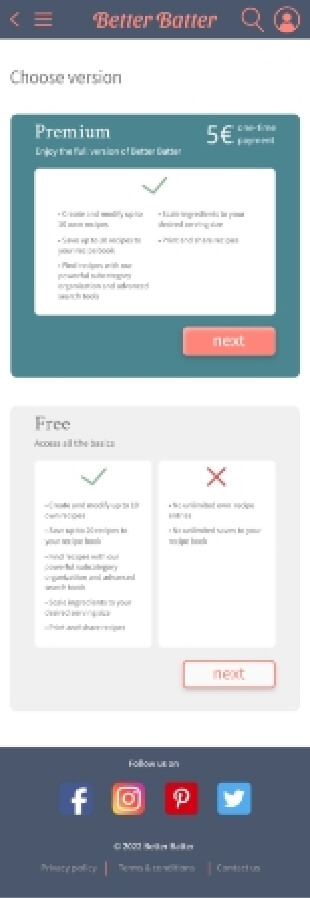 Better Batter
Choose version
Premium
Enjoy the full version of Better Batter
5€ one-time
payment
- Create and modify up to
10 own recipes
- Save up to 20 recipes to
your recipe book
- Find recipes with our
powerful subcategory
organization and advanced
search tools
- Scale ingredients to your
desired serving size
- Print and share recipes
next
Free
Access all the basics
- Create and modify up to 10
own recipes
- Save up to 20 recipes to
your recipe book
- Find recipes with our
powerful subcategory
organization and advanced
search tools
- Scale ingredients to your
desired serving size
- Print and share recipes
- No unlimited own recipe
entries
- No unlimited saves to your
recipe book
next
Follow us on
© 2022 Better Batter
Privacy policy | Terms & conditions | Contact us